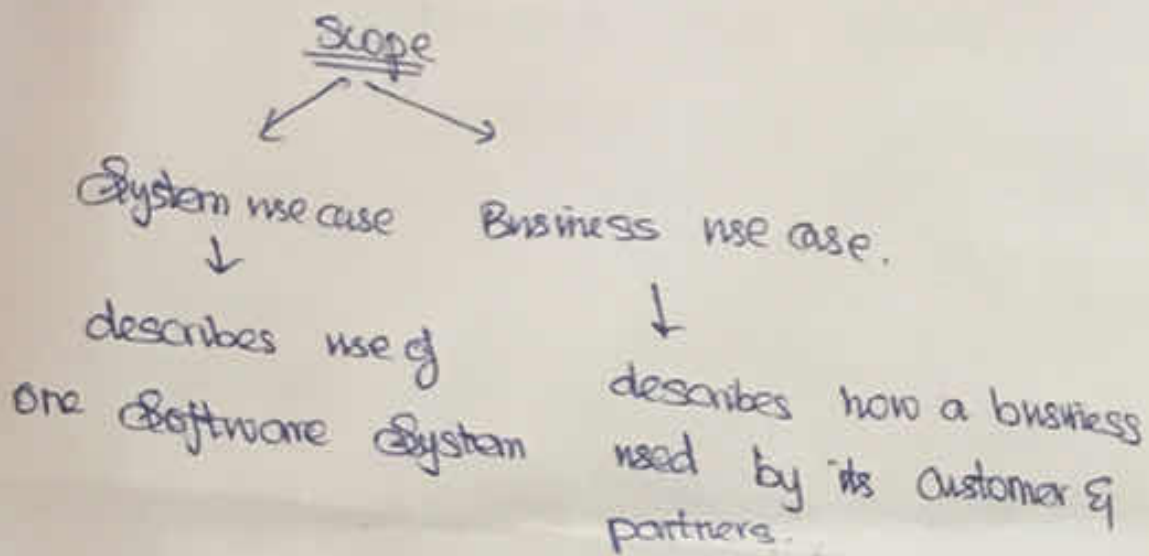 Scope
System use case
Business use case.
describes use of
one Software System
describes how a business
used by its Customer &
partners.